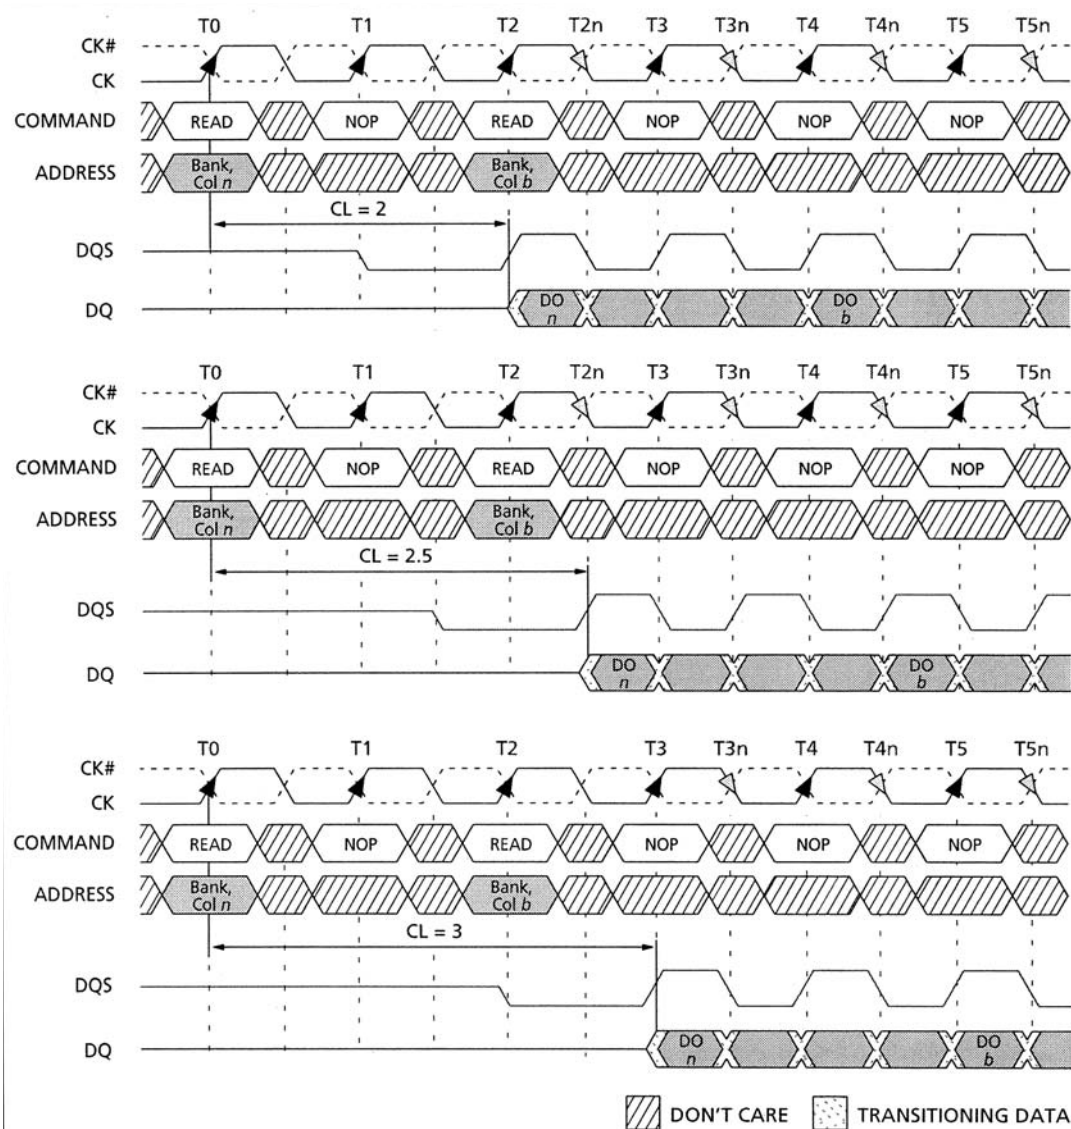 T0 T1 T2 T2n T3 T3n T4 T4n T5 T5n
CK#
CK
COMMAND READ NOP READ NOP NOP NOP
ADDRESS Bank, Col n Bank, Col b
CL = 2
DQS
DQ DO n DO b
T0 T1 T2 T2n T3 T3n T4 T4n T5 T5n
CK#
CK
COMMAND READ NOP READ NOP NOP NOP
ADDRESS Bank, Col n Bank, Col b
CL = 2.5
DQS
DQ DO n DO b
T0 T1 T2 T3 T3n T4 T4n T5 T5n
CK#
CK
COMMAND READ NOP READ NOP NOP NOP
ADDRESS Bank, Col n Bank, Col b
CL = 3
DQS
DQ DO n DO b
DON'T CARE TRANSITIONING DATA